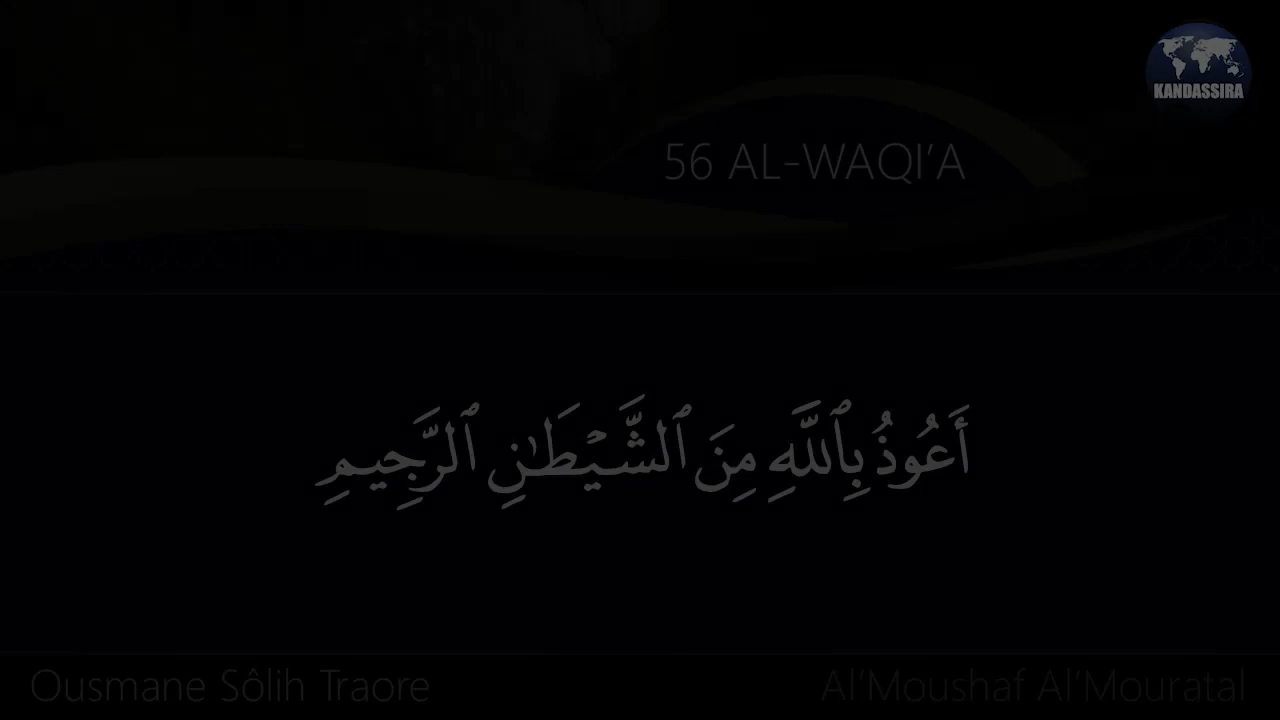 KANDASSIRA
56 AL-WAQI'A
أَعُوذُ بِٱللَّهِ مِنَ ٱلشَّيْطَٰنِ ٱلرَّجِيمِ
Ousmane Sôlih Traore
Al'Moushaf Al'Mouratal